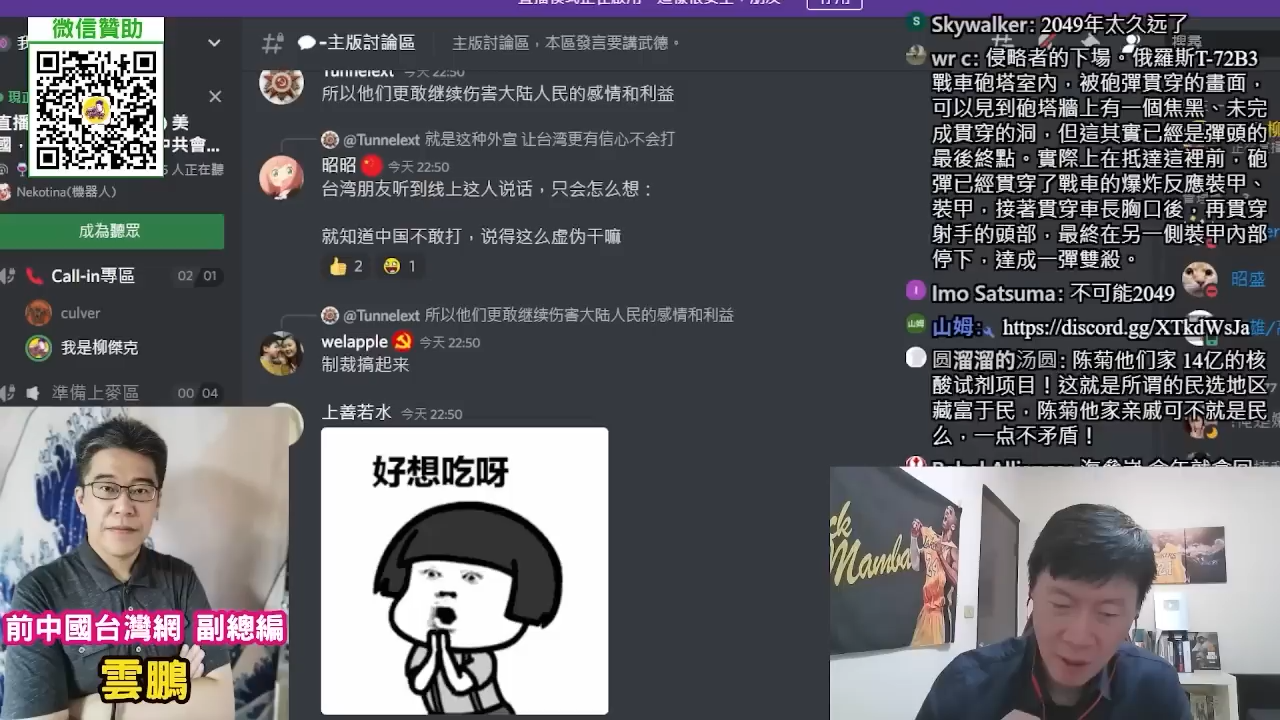 微信贊助
直播
美
國，
中共會...
人正在聽
Nekotina(機器人)
成為聽眾
Call-in專區
02 01
culver
我是柳傑克
準備上麥區
00 04
前中國台灣網 副總編
雲鵬
-主版討論區
主版討論區，本區發言要講武德。
Tunnelext 今天 22:50
所以他们更敢继续伤害大陆人民的感情和利益
@Tunnelext 就是这种外宣 让台湾更有信心不会打
昭昭 今天 22:50
台湾朋友听到线上这人说话，只会怎么想：
就知道中国不敢打，说得这么虚伪干嘛
2 1
@Tunnelext 所以他们更敢继续伤害大陆人民的感情和利益
welapple 今天 22:50
制裁搞起来
上善若水 今天 22:50
好想吃呀
Skywalker: 2049年太久远了
搜尋
wr c: 侵略者的下場。俄羅斯T-72B3
戰車砲塔室內，被砲彈貫穿的畫面，
可以見到砲塔牆上有一個焦黑、未完
成貫穿的洞，但這其實已經是彈頭的
最後終點。實際上在抵達這裡前，砲
彈已經貫穿了戰車的爆炸反應裝甲、
裝甲，接著貫穿車長胸口後，再貫穿
射手的頭部，最終在另一側裝甲內部
停下，達成一彈雙殺。
昭盛
Imo Satsuma: 不可能2049
山姆: https://discord.gg/XTkdWsJa
圆溜溜的汤圆: 陈菊他们家 14亿的核
酸试剂项目！这就是所谓的民选地区
藏富于民，陈菊他家亲戚可不就是民
么，一点不矛盾！
Mamba